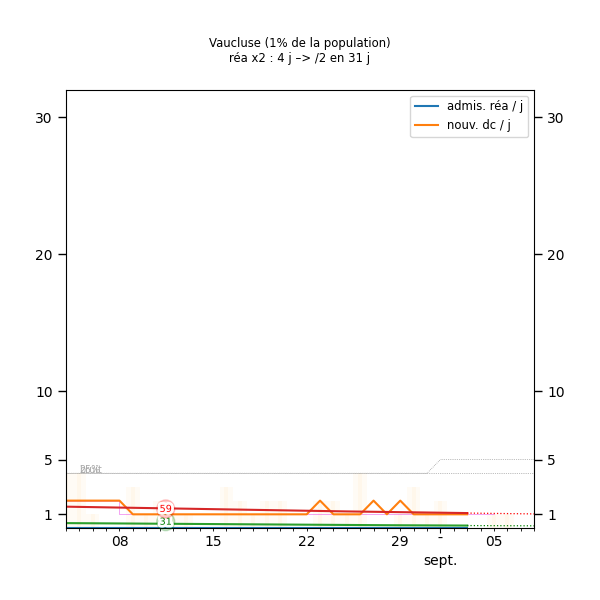 Vaucluse (1% de la population)
réa x2 : 4 j –> /2 en 31 j
admis. réa / j
nouv. dc / j
30 30
20 20
10 10
5 5
25%
59
31
1 1
08 15 22 29 - 05
sept.